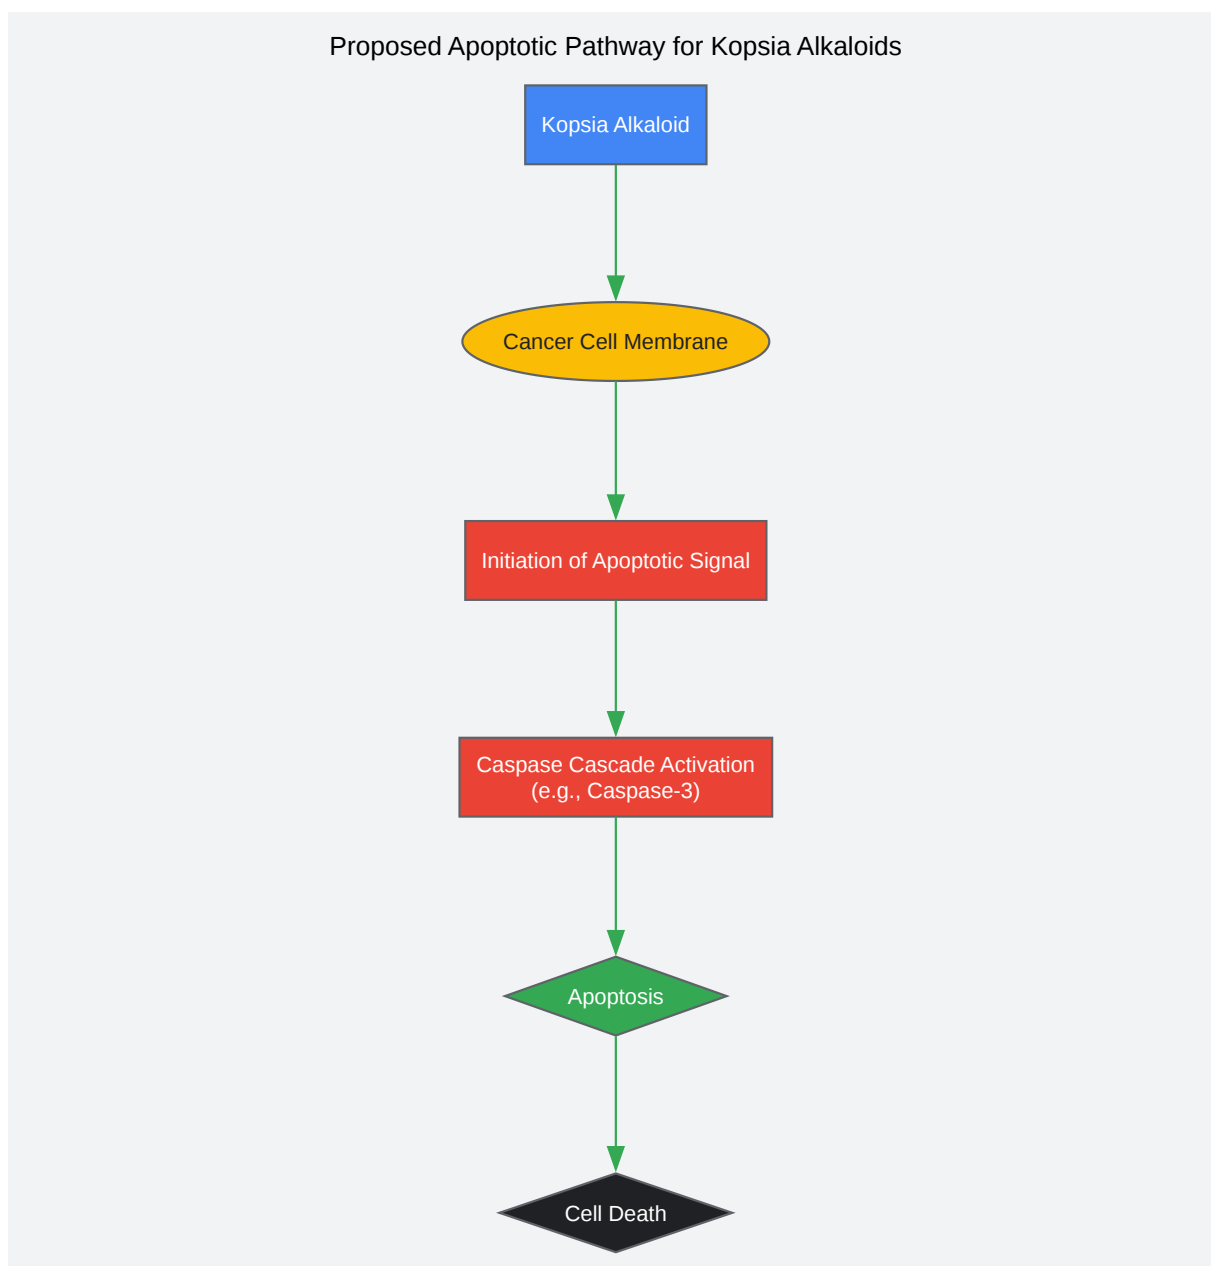 Proposed Apoptotic Pathway for Kopsia Alkaloids
Kopsia Alkaloid
Cancer Cell Membrane
Initiation of Apoptotic Signal
Caspase Cascade Activation
(e.g., Caspase-3)
Apoptosis
Cell Death